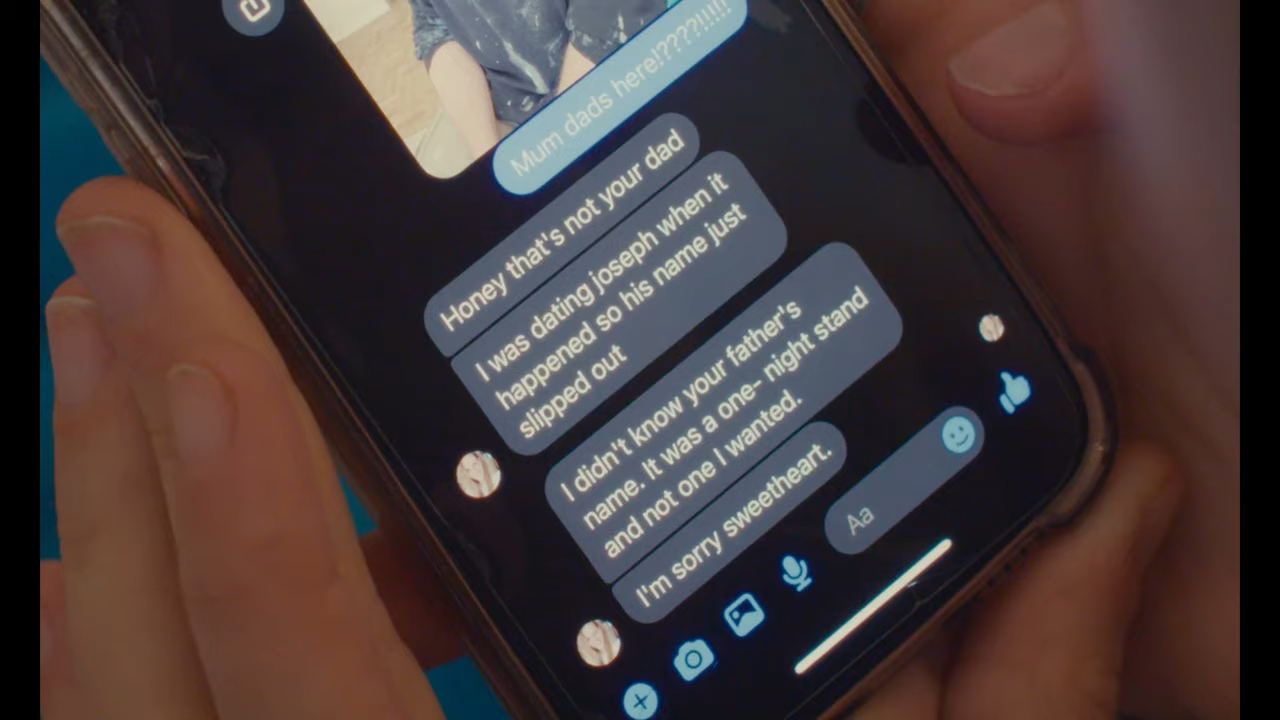 Mum dads here!????!!!!!
Honey that's not your dad
I was dating joseph when it
happened so his name just
slipped out
I didn't know your father's
name. It was a one- night stand
and not one I wanted.
I'm sorry sweetheart.
Aa